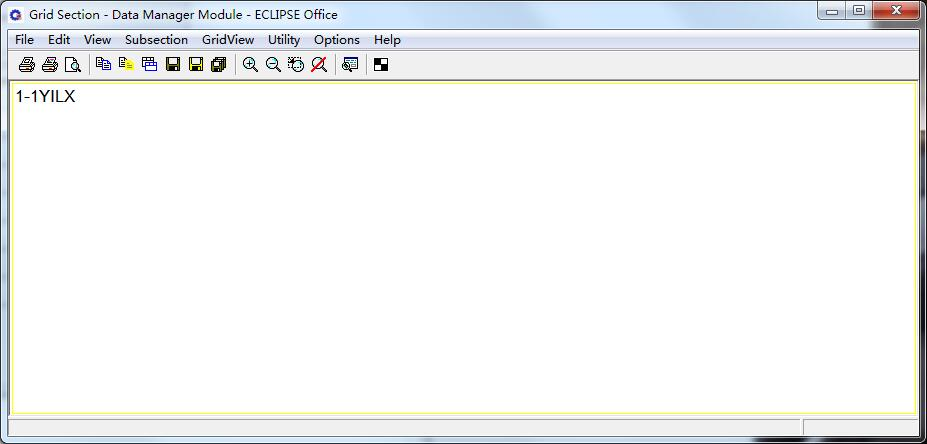 Grid Section - Data Manager Module - ECLIPSE Office
File Edit View Subsection GridView Utility Options Help
1-1YILX